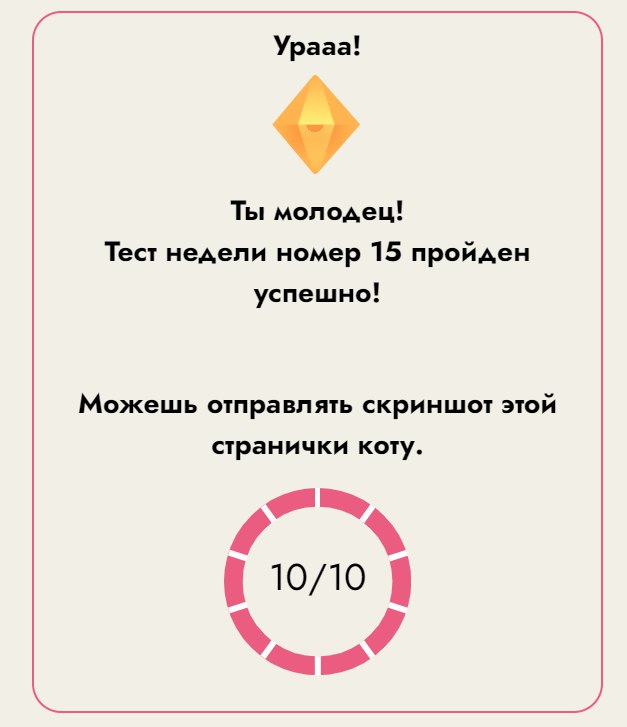 Урааа!
Ты молодец!
Тест недели номер 15 пройден
успешно!
Можешь отправлять скриншот этой
странички коту.
10/10